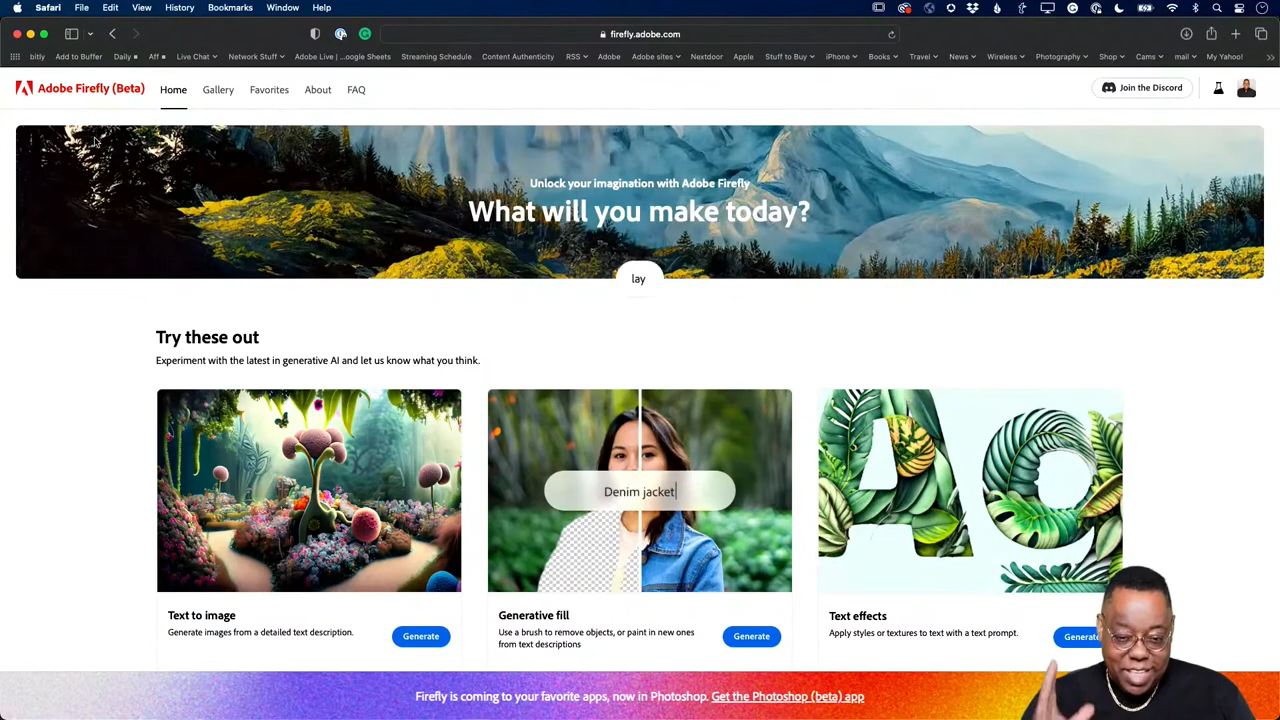 Safari File Edit View History Bookmarks Window Help
firefly.adobe.com
bitly Add to Buffer Daily Aff Live Chat Network Stuff Adobe Live |...oogle Sheets Streaming Schedule Content Authenticity RSS Adobe Adobe sites Nextdoor Apple Stuff to Buy iPhone Books Travel News Wireless Photography Shop Cams mail My Yahoo!
Adobe Firefly (Beta) Home Gallery Favorites About FAQ Join the Discord
Unlock your imagination with Adobe Firefly
What will you make today?
lay
Try these out
Experiment with the latest in generative AI and let us know what you think.
Denim jacket
Ag
Text to image
Generate images from a detailed text description.
Generate
Generative fill
Use a brush to remove objects, or paint in new ones
from text descriptions
Generate
Text effects
Apply styles or textures to text with a text prompt.
Generate
Firefly is coming to your favorite apps, now in Photoshop. Get the Photoshop (beta) app